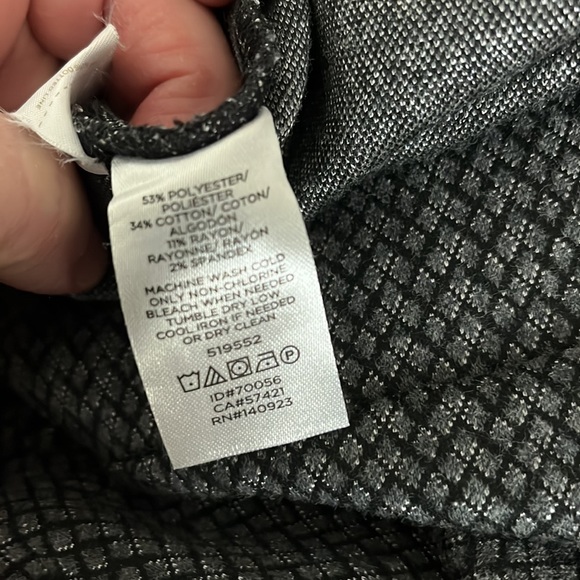 53% POLYESTER/
POLIÉSTER
34% COTTON/ COTON/
ALGODÓN
11% RAYON/
RAYONNE/ RAYÓN
2% SPANDEX
MACHINE WASH COLD
ONLY NON-CHLORINE
BLEACH WHEN NEEDED
TUMBLE DRY LOW
COOL IRON IF NEEDED
OR DRY CLEAN
519552
P
ID#70056
CA#57421
RN#140923